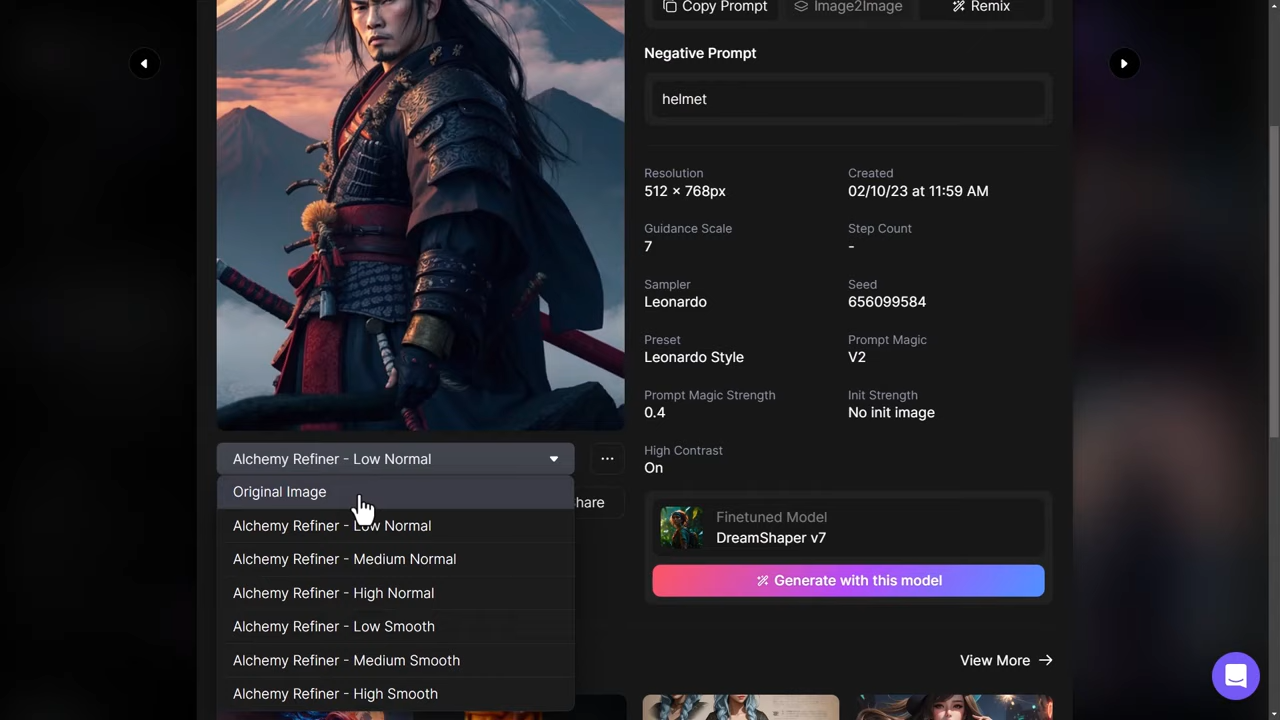 Copy Prompt
Image2Image
Remix
Negative Prompt
helmet
Resolution
512 × 768px
Created
02/10/23 at 11:59 AM
Guidance Scale
7
Step Count
-
Sampler
Leonardo
Seed
656099584
Preset
Leonardo Style
Prompt Magic
V2
Prompt Magic Strength
0.4
Init Strength
No init image
High Contrast
On
Finetuned Model
DreamShaper v7
Generate with this model
View More
Alchemy Refiner - Low Normal
Original Image
Alchemy Refiner - Low Normal
Alchemy Refiner - Medium Normal
Alchemy Refiner - High Normal
Alchemy Refiner - Low Smooth
Alchemy Refiner - Medium Smooth
Alchemy Refiner - High Smooth
hare